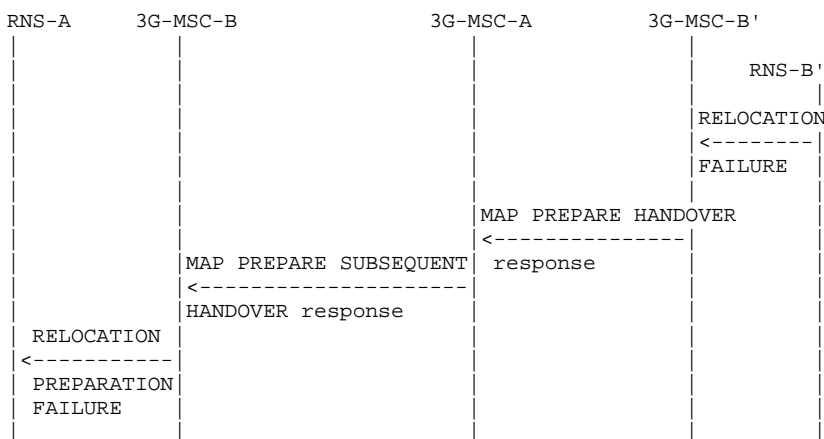 RNS-A 3G-MSC-B 3G-MSC-A 3G-MSC-B'
RNS-B'
RELOCATION
FAILURE
MAP PREPARE HANDOVER
response
MAP PREPARE SUBSEQUENT
HANDOVER response
RELOCATION
PREPARATION
FAILURE